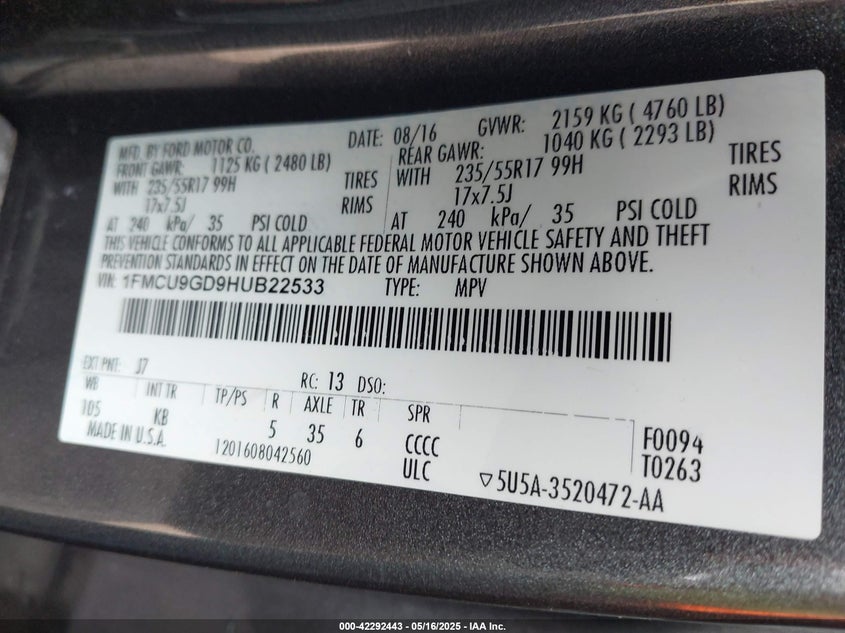 MFD. BY FORD MOTOR CO.
DATE: 08/16 GVWR: 2159 KG ( 4760 LB)
FRONT GAWR: 1125 KG ( 2480 LB)
REAR GAWR: 1040 KG ( 2293 LB)
WITH 235/55R17 99H TIRES
WITH 235/55R17 99H TIRES
17x7.5J RIMS
17x7.5J RIMS
AT 240 kPa/ 35 PSI COLD
AT 240 kPa/ 35 PSI COLD
THIS VEHICLE CONFORMS TO ALL APPLICABLE FEDERAL MOTOR VEHICLE SAFETY AND THEFT
PREVENTION STANDARDS IN EFFECT ON THE DATE OF MANUFACTURE SHOWN ABOVE.
VIN: 1FMCU9GD9HUB22533 TYPE: MPV
EXT PNT: J7 RC: 13 DSO:
WB INT TR TP/PS R AXLE TR SPR
105 KB 5 35 6 CCCC F0094
MADE IN U.S.A. 1201608042560 ULC T0263
▽5U5A-3520472-AA
000-42292443 - 05/16/2025 - IAA Inc.